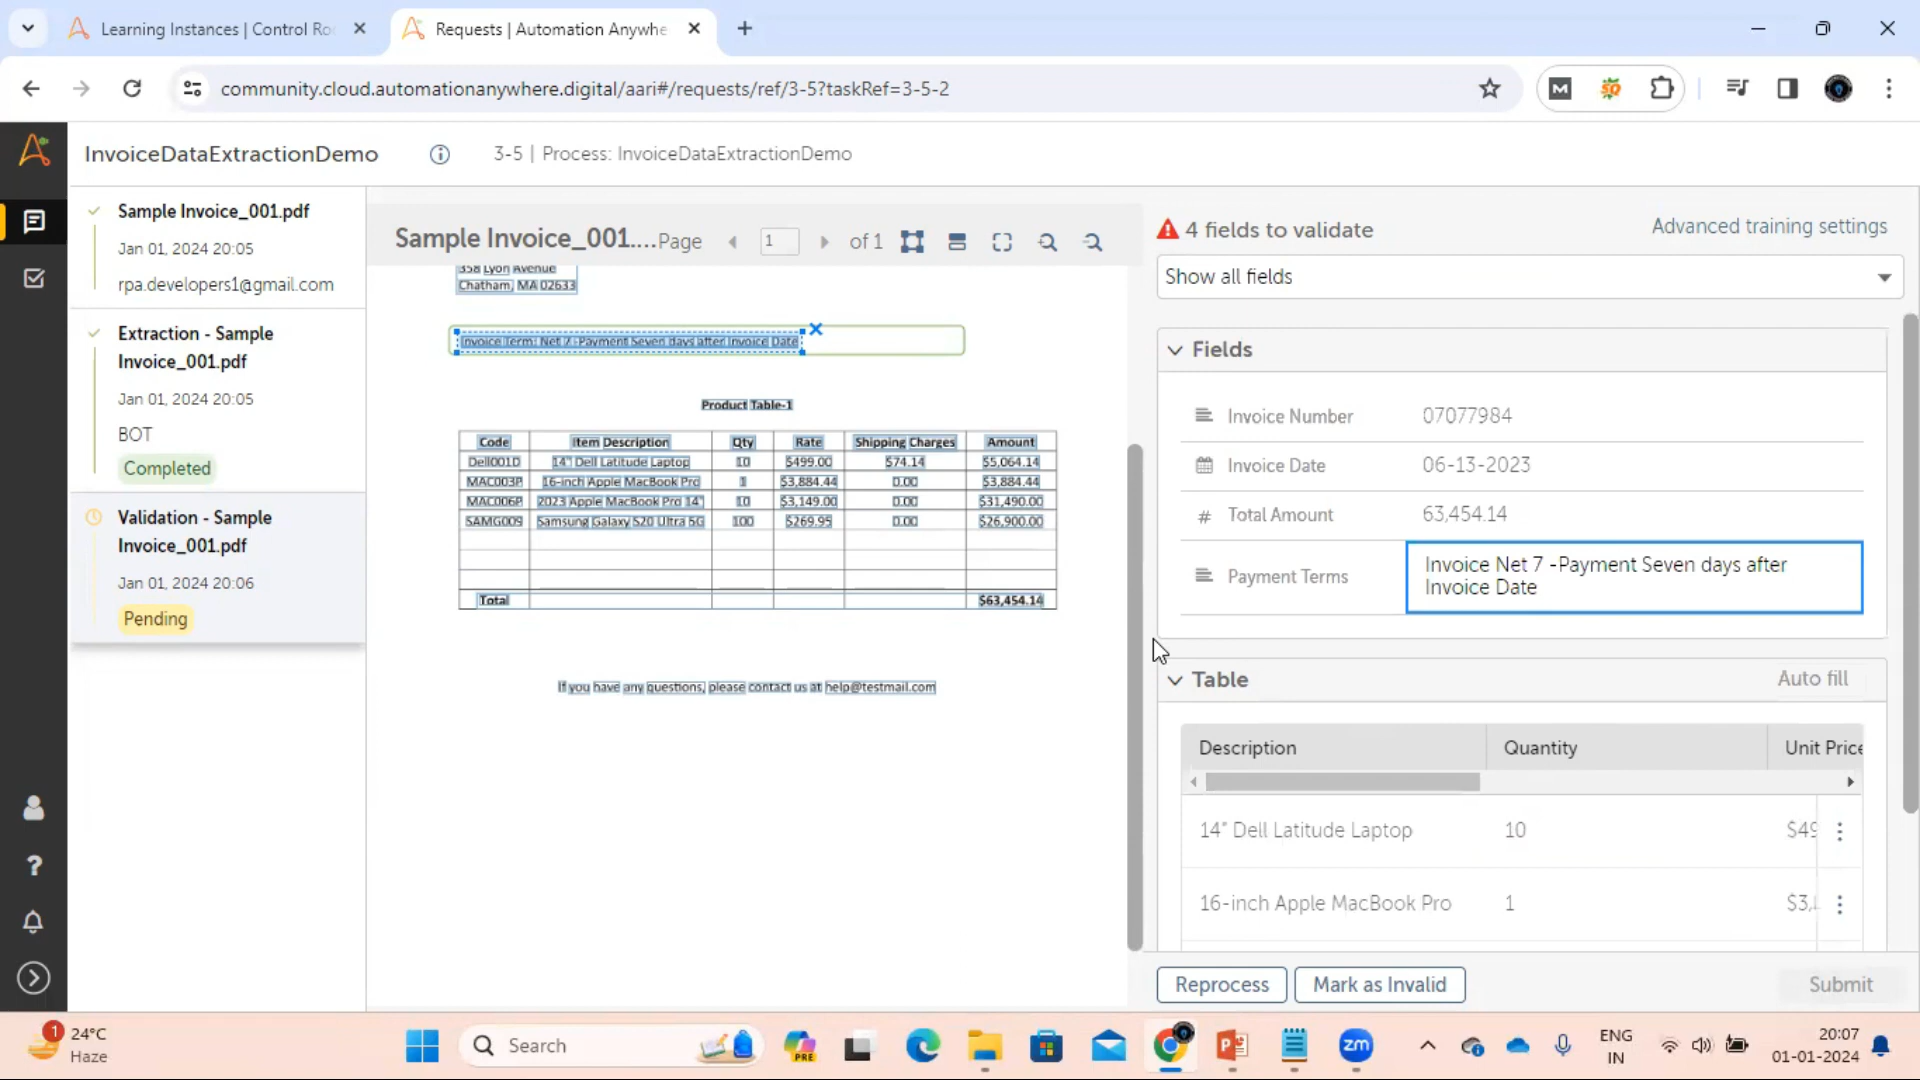 Learning Instances | Control Ro
Requests | Automation Anywhe
community.cloud.automationanywhere.digital/aari#/requests/ref/3-5?taskRef=3-5-2
InvoiceDataExtractionDemo
3-5 | Process: InvoiceDataExtractionDemo
Sample Invoice_001.pdf
Jan 01, 2024 20:05
rpa.developers1@gmail.com
Extraction - Sample
Invoice_001.pdf
Jan 01, 2024 20:05
BOT
Completed
Validation - Sample
Invoice_001.pdf
Jan 01, 2024 20:06
Pending
Sample Invoice_001.... Page 1 of 1
358 Lyon Avenue
Chatham, MA 02633
Invoice Term: Net 7 -Payment Seven days after Invoice Date
Product Table-1
Code Item Description Qty Rate Shipping Charges Amount
Dell001D 14" Dell Latitude Laptop 10 $499.00 $74.14 $5,064.14
MAC003P 16-inch Apple MacBook Pro 1 $3,884.44 0.00 $3,884.44
MAC006P 2023 Apple MacBook Pro 14" 10 $3,149.00 0.00 $31,490.00
SAMG009 Samsung Galaxy S20 Ultra 5G 100 $269.95 0.00 $26,900.00
Total $63,454.14
If you have any questions, please contact us at help@testmail.com
4 fields to validate
Advanced training settings
Show all fields
Fields
Invoice Number 07077984
Invoice Date 06-13-2023
Total Amount 63,454.14
Payment Terms Invoice Net 7 -Payment Seven days after
Invoice Date
Table Auto fill
Description Quantity Unit Price
14" Dell Latitude Laptop 10 $49
16-inch Apple MacBook Pro 1 $3,
Reprocess Mark as Invalid Submit
1
24°C
Haze
Search
PRE
zm
ENG
IN
20:07
01-01-2024